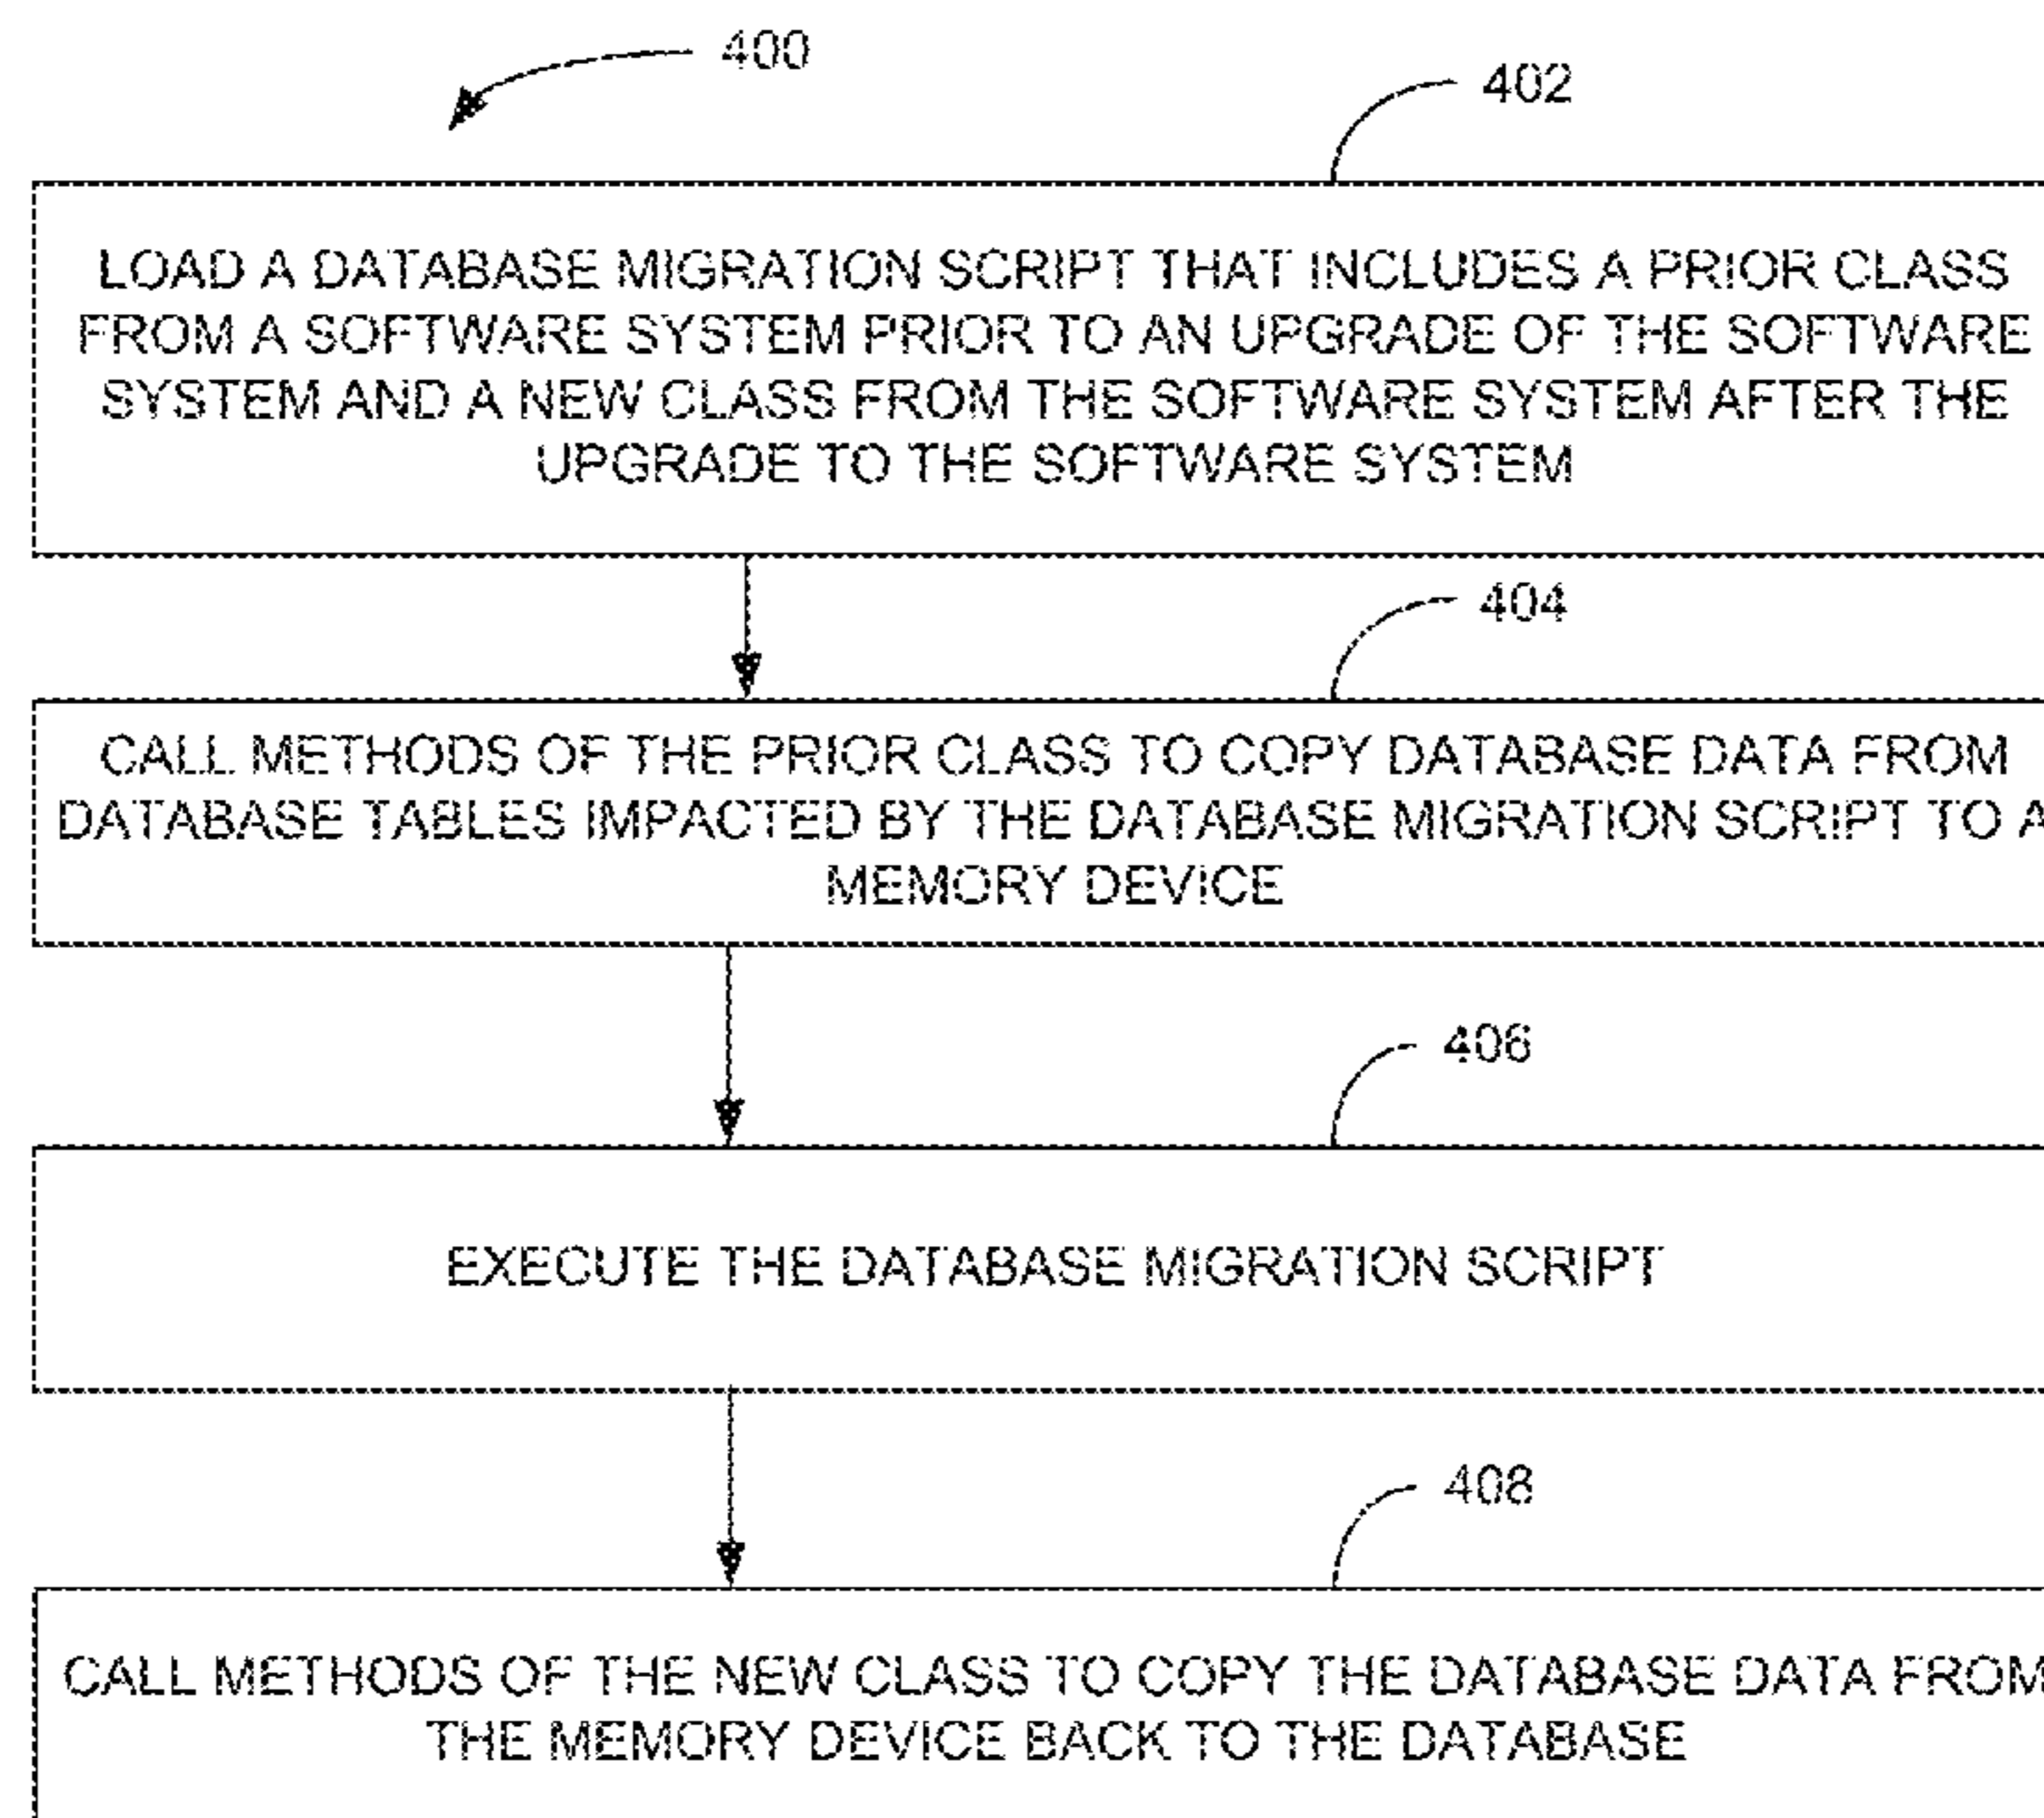 400
402
LOAD A DATABASE MIGRATION SCRIPT THAT INCLUDES A PRIOR CLASS
FROM A SOFTWARE SYSTEM PRIOR TO AN UPGRADE OF THE SOFTWARE
SYSTEM AND A NEW CLASS FROM THE SOFTWARE SYSTEM AFTER THE
UPGRADE TO THE SOFTWARE SYSTEM
404
CALL METHODS OF THE PRIOR CLASS TO COPY DATABASE DATA FROM
DATABASE TABLES IMPACTED BY THE DATABASE MIGRATION SCRIPT TO A
MEMORY DEVICE
406
EXECUTE THE DATABASE MIGRATION SCRIPT
408
CALL METHODS OF THE NEW CLASS TO COPY THE DATABASE DATA FROM
THE MEMORY DEVICE BACK TO THE DATABASE